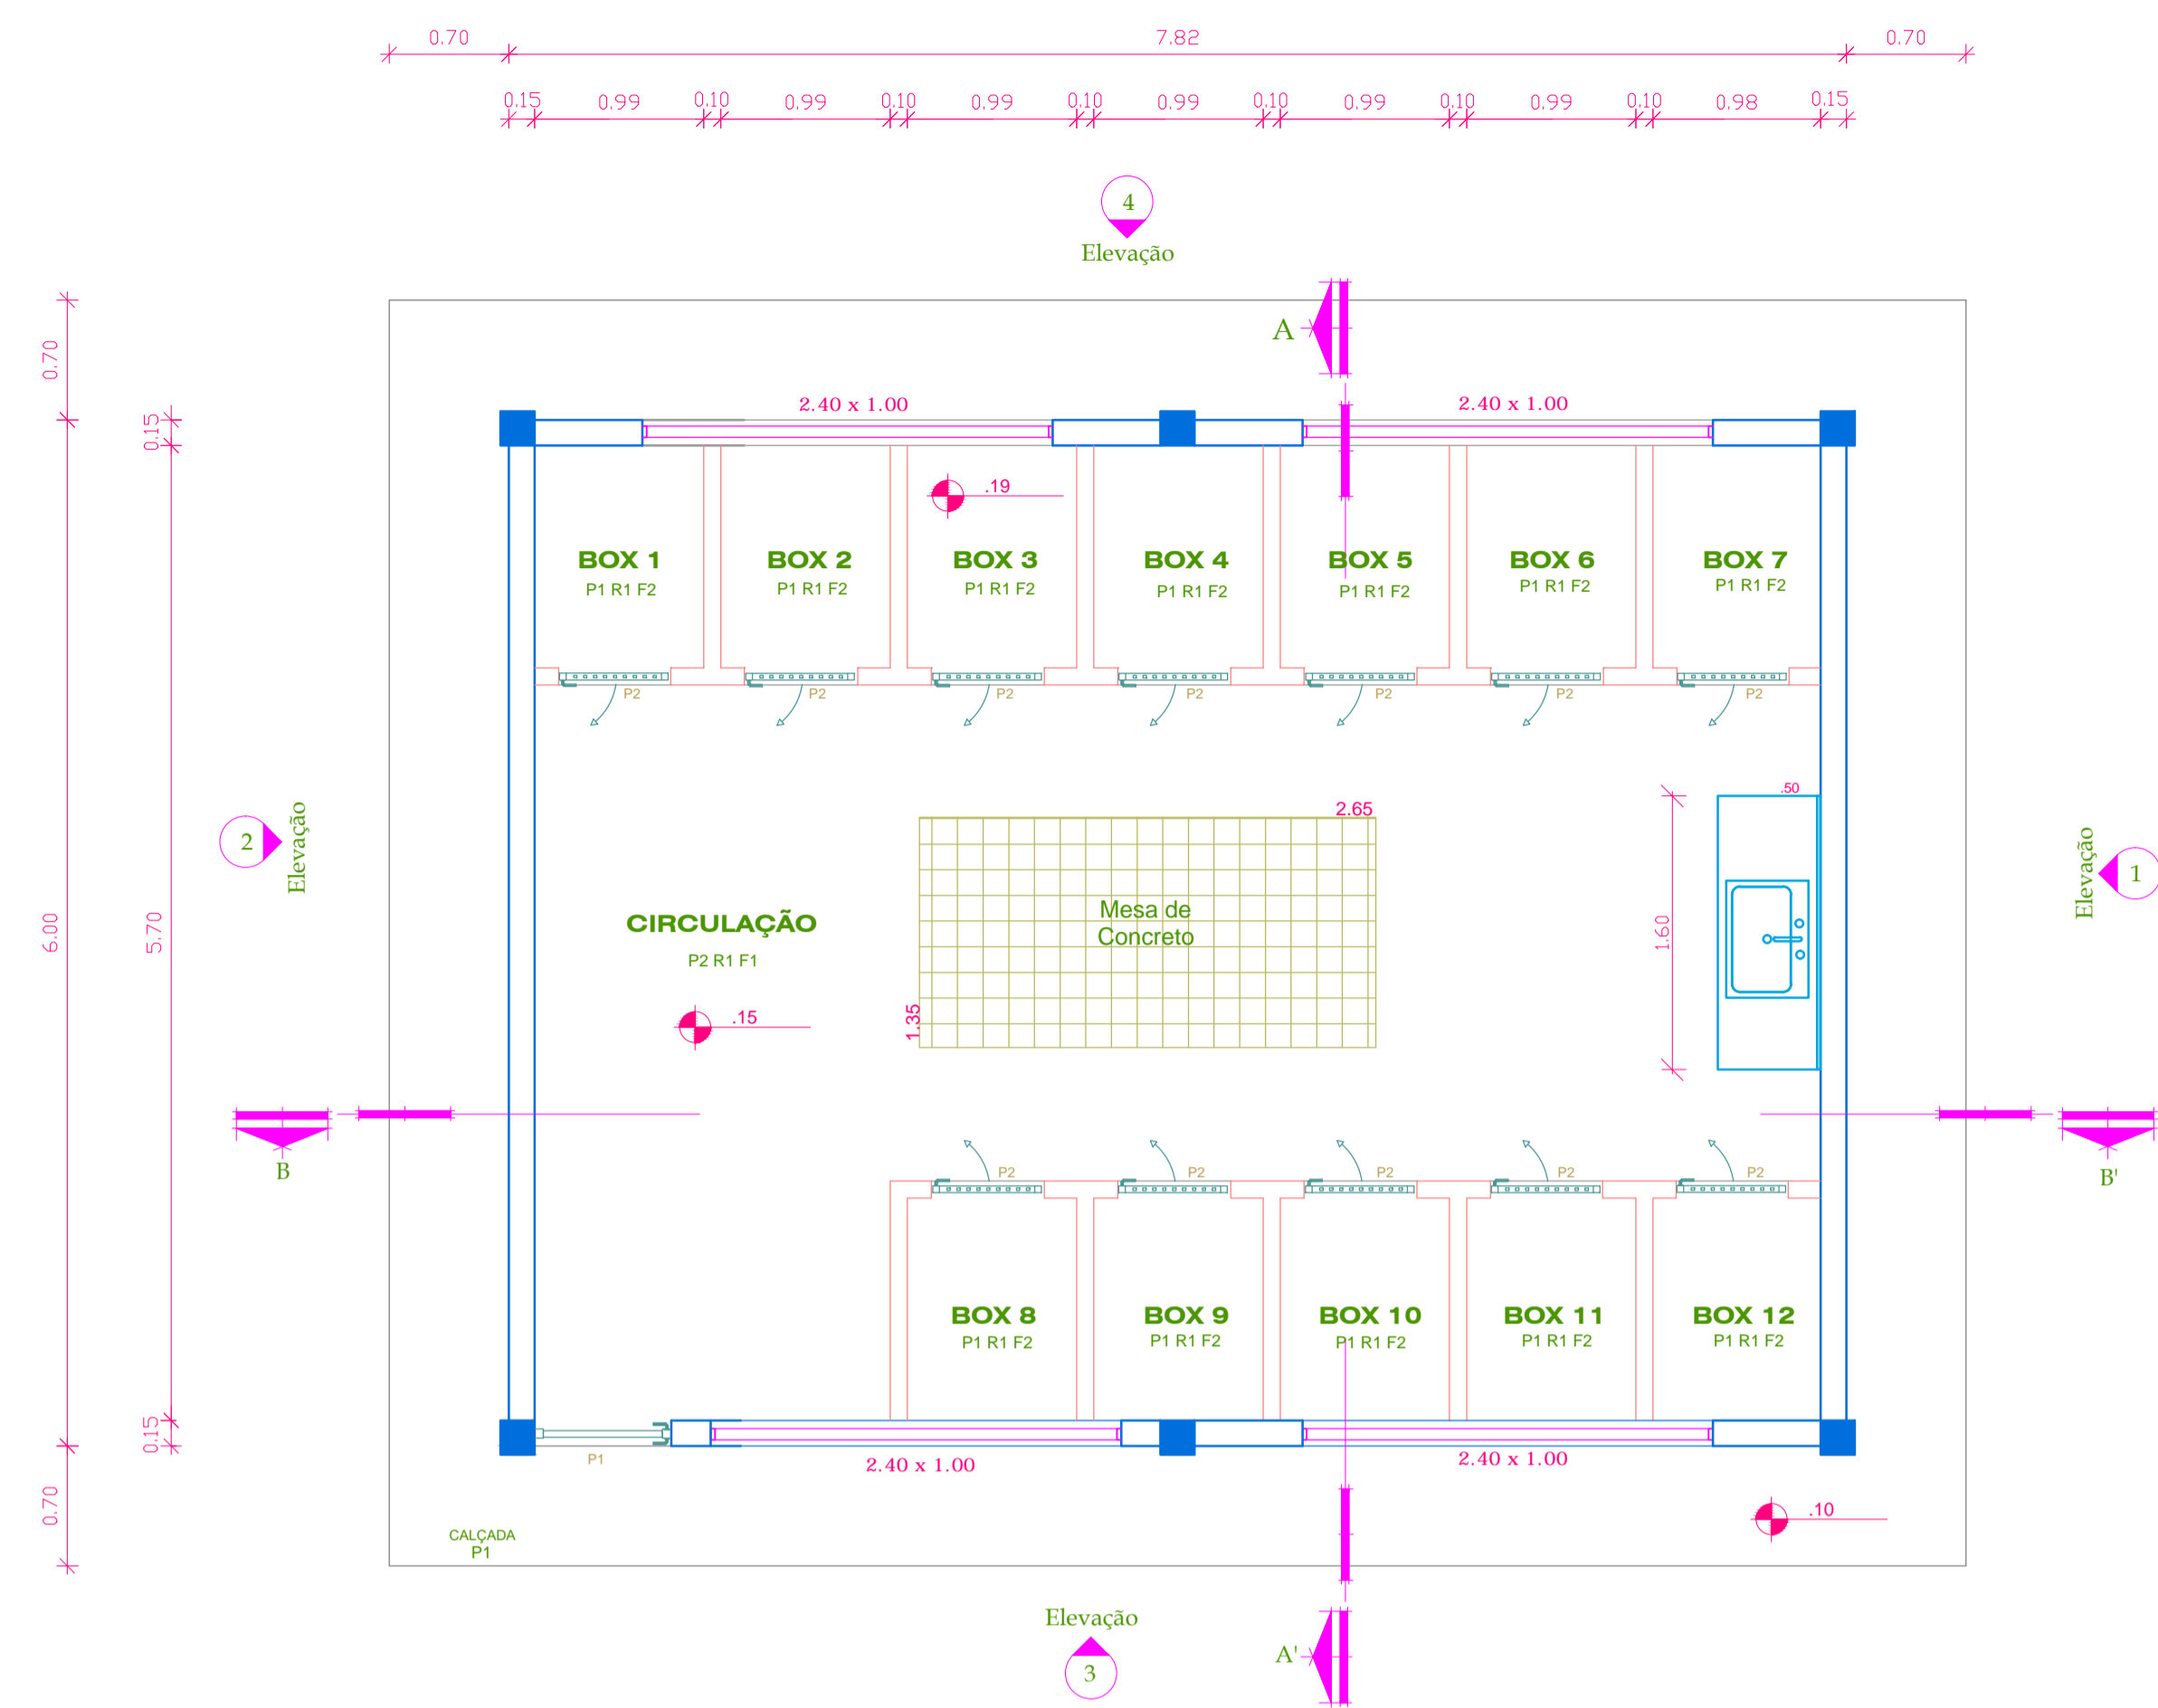 0.70
7.82
0.70
0.15
0.99
0.10
0.99
0.10
0.99
0.10
0.99
0.10
0.99
0.10
0.99
0.10
0.98
0.15
4
Elevação
A
0.70
0.15
2.40 x 1.00
2.40 x 1.00
.19
BOX 1
P1 R1 F2
BOX 2
P1 R1 F2
BOX 3
P1 R1 F2
BOX 4
P1 R1 F2
BOX 5
P1 R1 F2
BOX 6
P1 R1 F2
BOX 7
P1 R1 F2
P2
P2
P2
P2
P2
P2
P2
2
Elevação
6.00
5.70
CIRCULAÇÃO
P2 R1 F1
.15
2.65
Mesa de
Concreto
1.35
.50
1.60
Elevação
1
B
B'
P2
P2
P2
P2
P2
BOX 8
P1 R1 F2
BOX 9
P1 R1 F2
BOX 10
P1 R1 F2
BOX 11
P1 R1 F2
BOX 12
P1 R1 F2
0.15
P1
2.40 x 1.00
2.40 x 1.00
0.70
.10
CALÇADA
P1
Elevação
3
A'